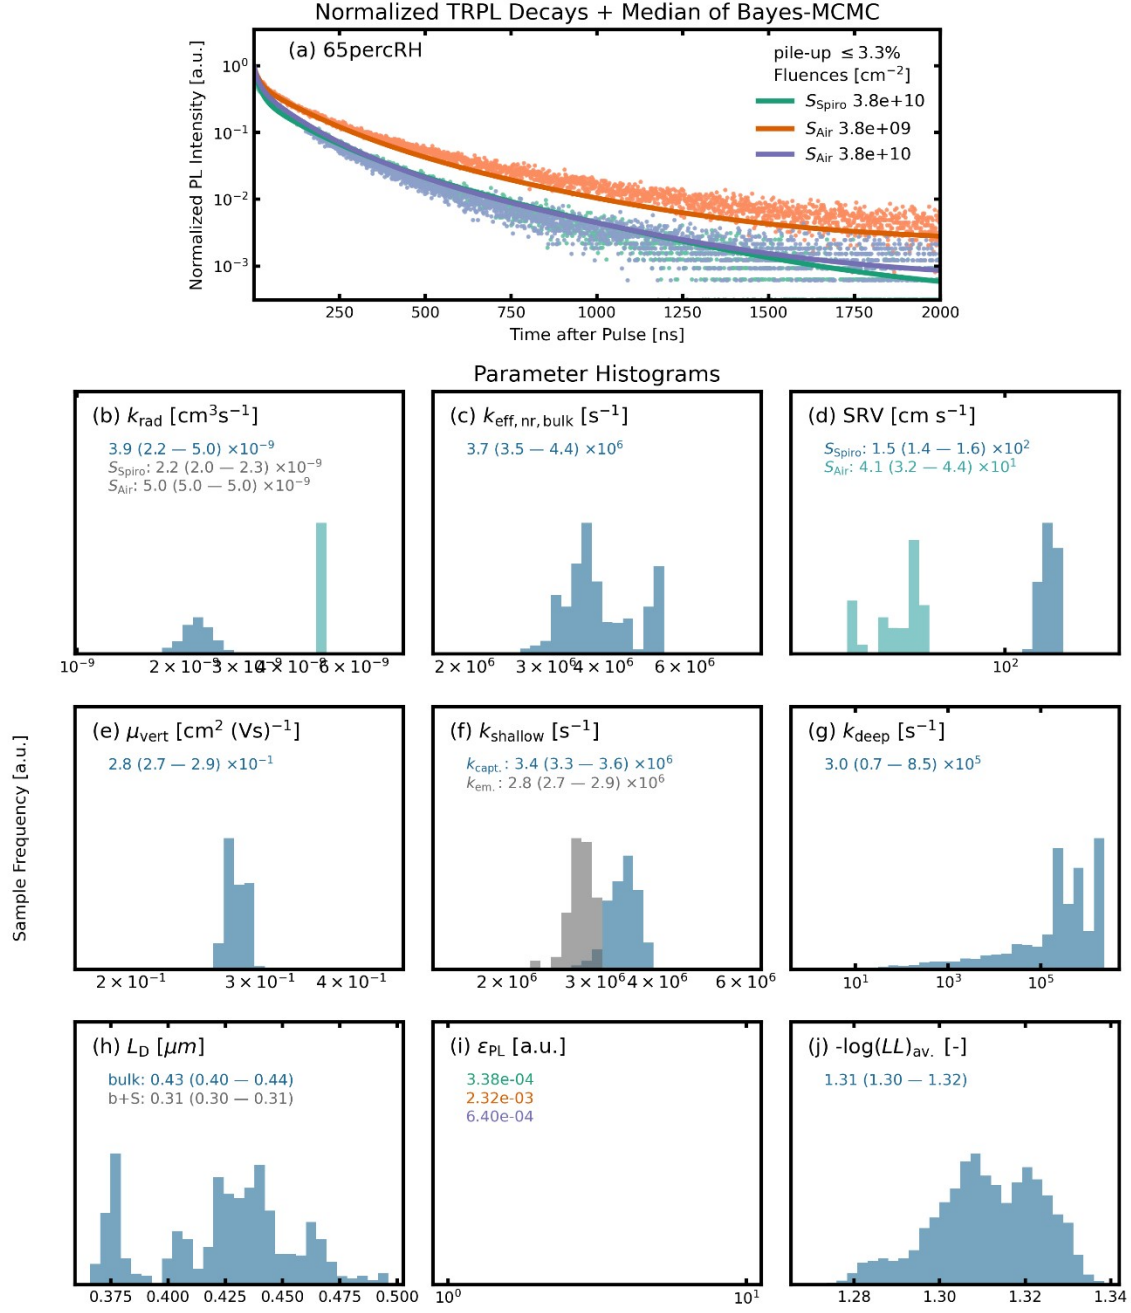 Normalized TRPL Decays + Median of Bayes-MCMC
(a) 65percRH
pile-up ≤3.3%
Fluences [cm⁻²]
S_Spiro 3.8e+10
S_Air 3.8e+09
S_Air 3.8e+10
Normalized PL Intensity [a.u.]
10⁰
10⁻¹
10⁻²
10⁻³
250 500 750 1000 1250 1500 1750 2000
Time after Pulse [ns]
Parameter Histograms
(b) k_rad [cm³s⁻¹]
3.9 (2.2 — 5.0) ×10⁻⁹
S_Spiro: 2.2 (2.0 — 2.3) ×10⁻⁹
S_Air: 5.0 (5.0 — 5.0) ×10⁻⁹
10⁻⁹ 2 × 10⁻⁹ 3 × 10⁻⁹ 4 × 10⁻⁹ 6 × 10⁻⁹
(c) k_eff, nr, bulk [s⁻¹]
3.7 (3.5 — 4.4) ×10⁶
2 × 10⁶ 3 × 10⁶ 4 × 10⁶ 6 × 10⁶
(d) SRV [cm s⁻¹]
S_Spiro: 1.5 (1.4 — 1.6) ×10²
S_Air: 4.1 (3.2 — 4.4) ×10¹
10²
Sample Frequency [a.u.]
(e) μ_vert [cm² (Vs)⁻¹]
2.8 (2.7 — 2.9) ×10⁻¹
2 × 10⁻¹ 3 × 10⁻¹ 4 × 10⁻¹
(f) k_shallow [s⁻¹]
k_capt.: 3.4 (3.3 — 3.6) ×10⁶
k_em.: 2.8 (2.7 — 2.9) ×10⁶
2 × 10⁶ 3 × 10⁶ 4 × 10⁶ 6 × 10⁶
(g) k_deep [s⁻¹]
3.0 (0.7 — 8.5) ×10⁵
10¹ 10³ 10⁵
(h) L_D [μm]
bulk: 0.43 (0.40 — 0.44)
b+S: 0.31 (0.30 — 0.31)
0.375 0.400 0.425 0.450 0.475 0.500
(i) ε_PL [a.u.]
3.38e-04
2.32e-03
6.40e-04
10⁰ 10¹
(j) -log(LL)_av. [-]
1.31 (1.30 — 1.32)
1.28 1.30 1.32 1.34